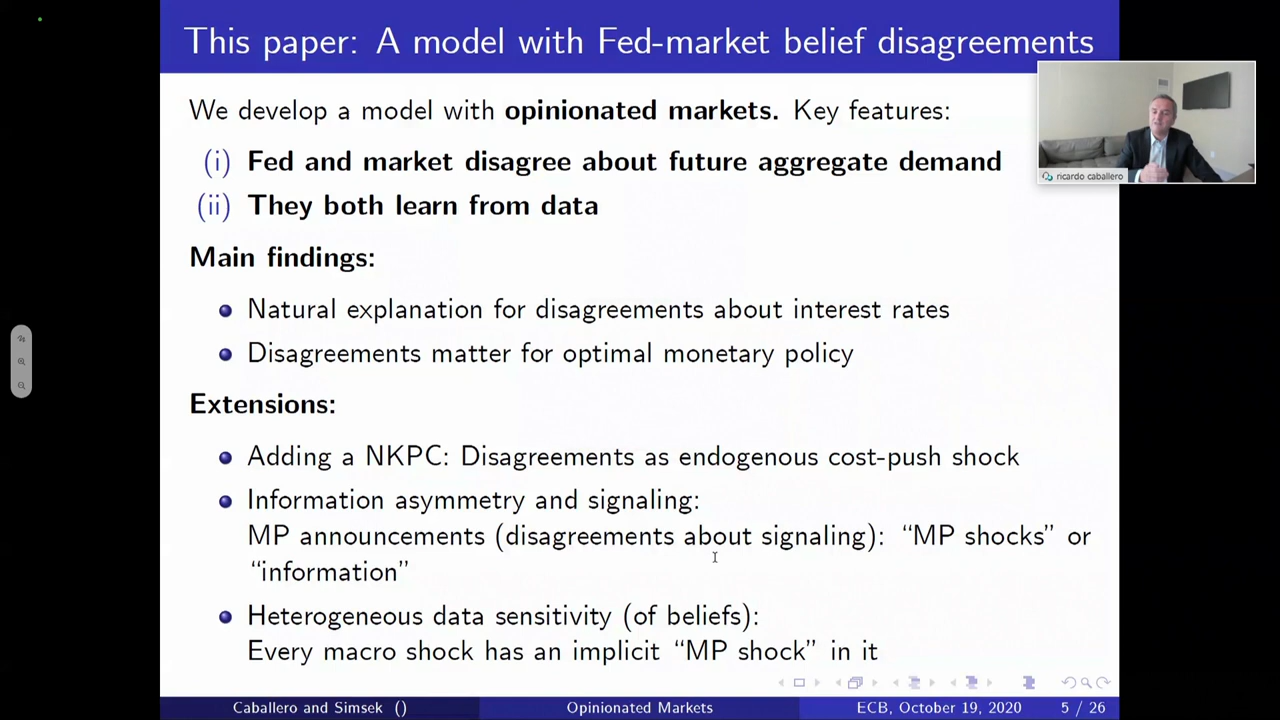 This paper: A model with Fed-market belief disagreements
We develop a model with opinionated markets. Key features:
(i) Fed and market disagree about future aggregate demand
(ii) They both learn from data
Main findings:
Natural explanation for disagreements about interest rates
Disagreements matter for optimal monetary policy
Extensions:
Adding a NKPC: Disagreements as endogenous cost-push shock
Information asymmetry and signaling:
MP announcements (disagreements about signaling): “MP shocks” or
“information”
Heterogeneous data sensitivity (of beliefs):
Every macro shock has an implicit “MP shock” in it
Caballero and Simsek () Opinionated Markets ECB, October 19, 2020 5 / 26
ricardo caballero